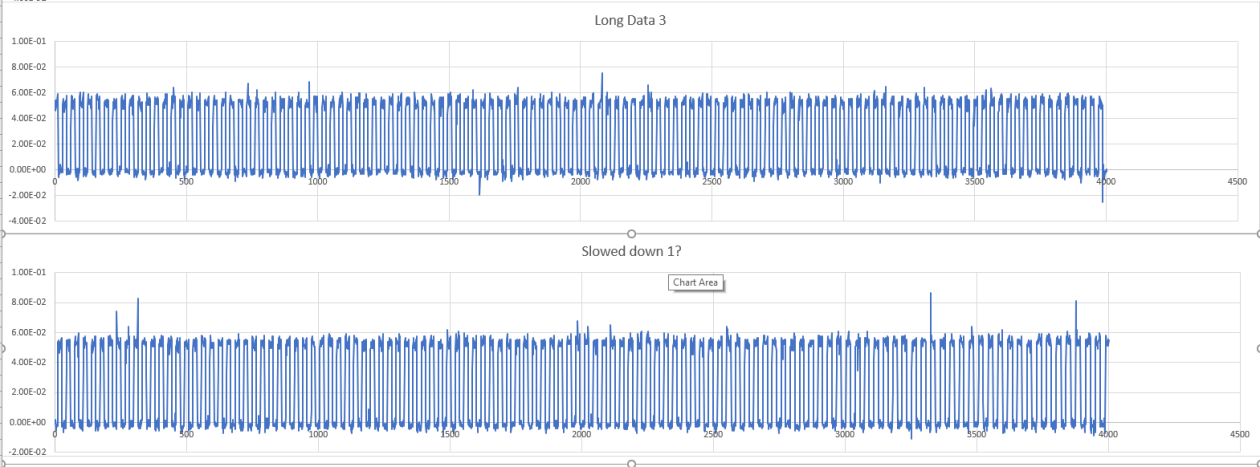 Long Data 3
1.00E-01
8.00E-02
6.00E-02
4.00E-02
2.00E-02
0.00E+00
0 500 1000 1500 2000 2500 3000 3500 4000 4500
-2.00E-02
-4.00E-02
Slowed down 1?
1.00E-01
Chart Area
8.00E-02
6.00E-02
4.00E-02
2.00E-02
0.00E+00
0 500 1000 1500 2000 2500 3000 3500 4000 4500
-2.00E-02